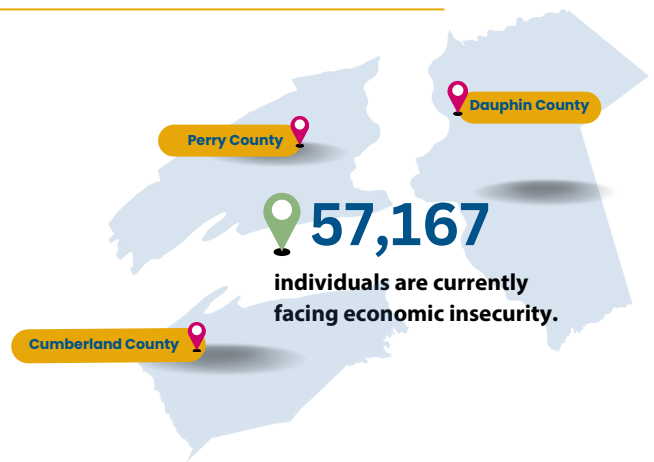 Dauphin County
Perry County
57,167
individuals are currently
facing economic insecurity.
Cumberland County